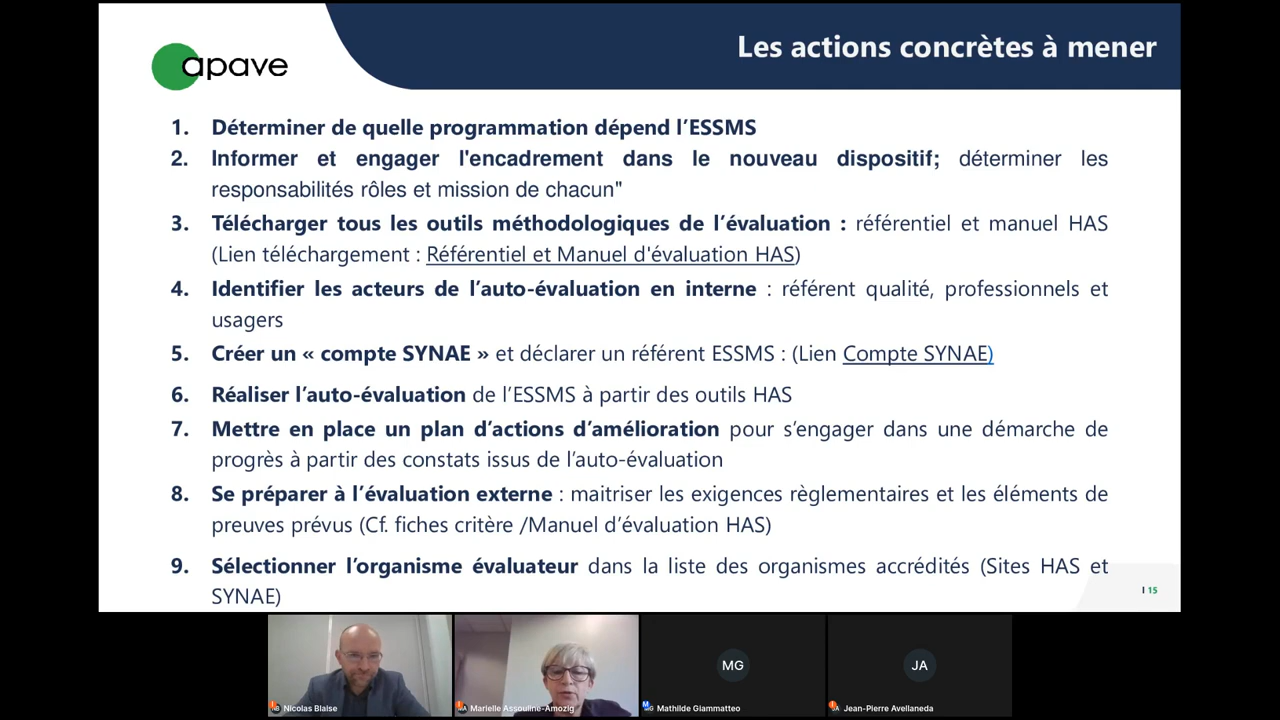 apave
Les actions concrètes à mener
1. Déterminer de quelle programmation dépend l’ESSMS
2. Informer et engager l'encadrement dans le nouveau dispositif; déterminer les
responsabilités rôles et mission de chacun"
3. Télécharger tous les outils méthodologiques de l’évaluation : référentiel et manuel HAS
(Lien téléchargement : Référentiel et Manuel d'évaluation HAS)
4. Identifier les acteurs de l’auto-évaluation en interne : référent qualité, professionnels et
usagers
5. Créer un « compte SYNAE » et déclarer un référent ESSMS : (Lien Compte SYNAE)
6. Réaliser l’auto-évaluation de l’ESSMS à partir des outils HAS
7. Mettre en place un plan d’actions d’amélioration pour s’engager dans une démarche de
progrès à partir des constats issus de l’auto-évaluation
8. Se préparer à l’évaluation externe : maitriser les exigences règlementaires et les éléments de
preuves prévus (Cf. fiches critère /Manuel d’évaluation HAS)
9. Sélectionner l’organisme évaluateur dans la liste des organismes accrédités (Sites HAS et
SYNAE)
I 15
MG
JA
Nicolas Blaise
Marielle Assouline-Amozig
Mathilde Giammatteo
Jean-Pierre Avellaneda